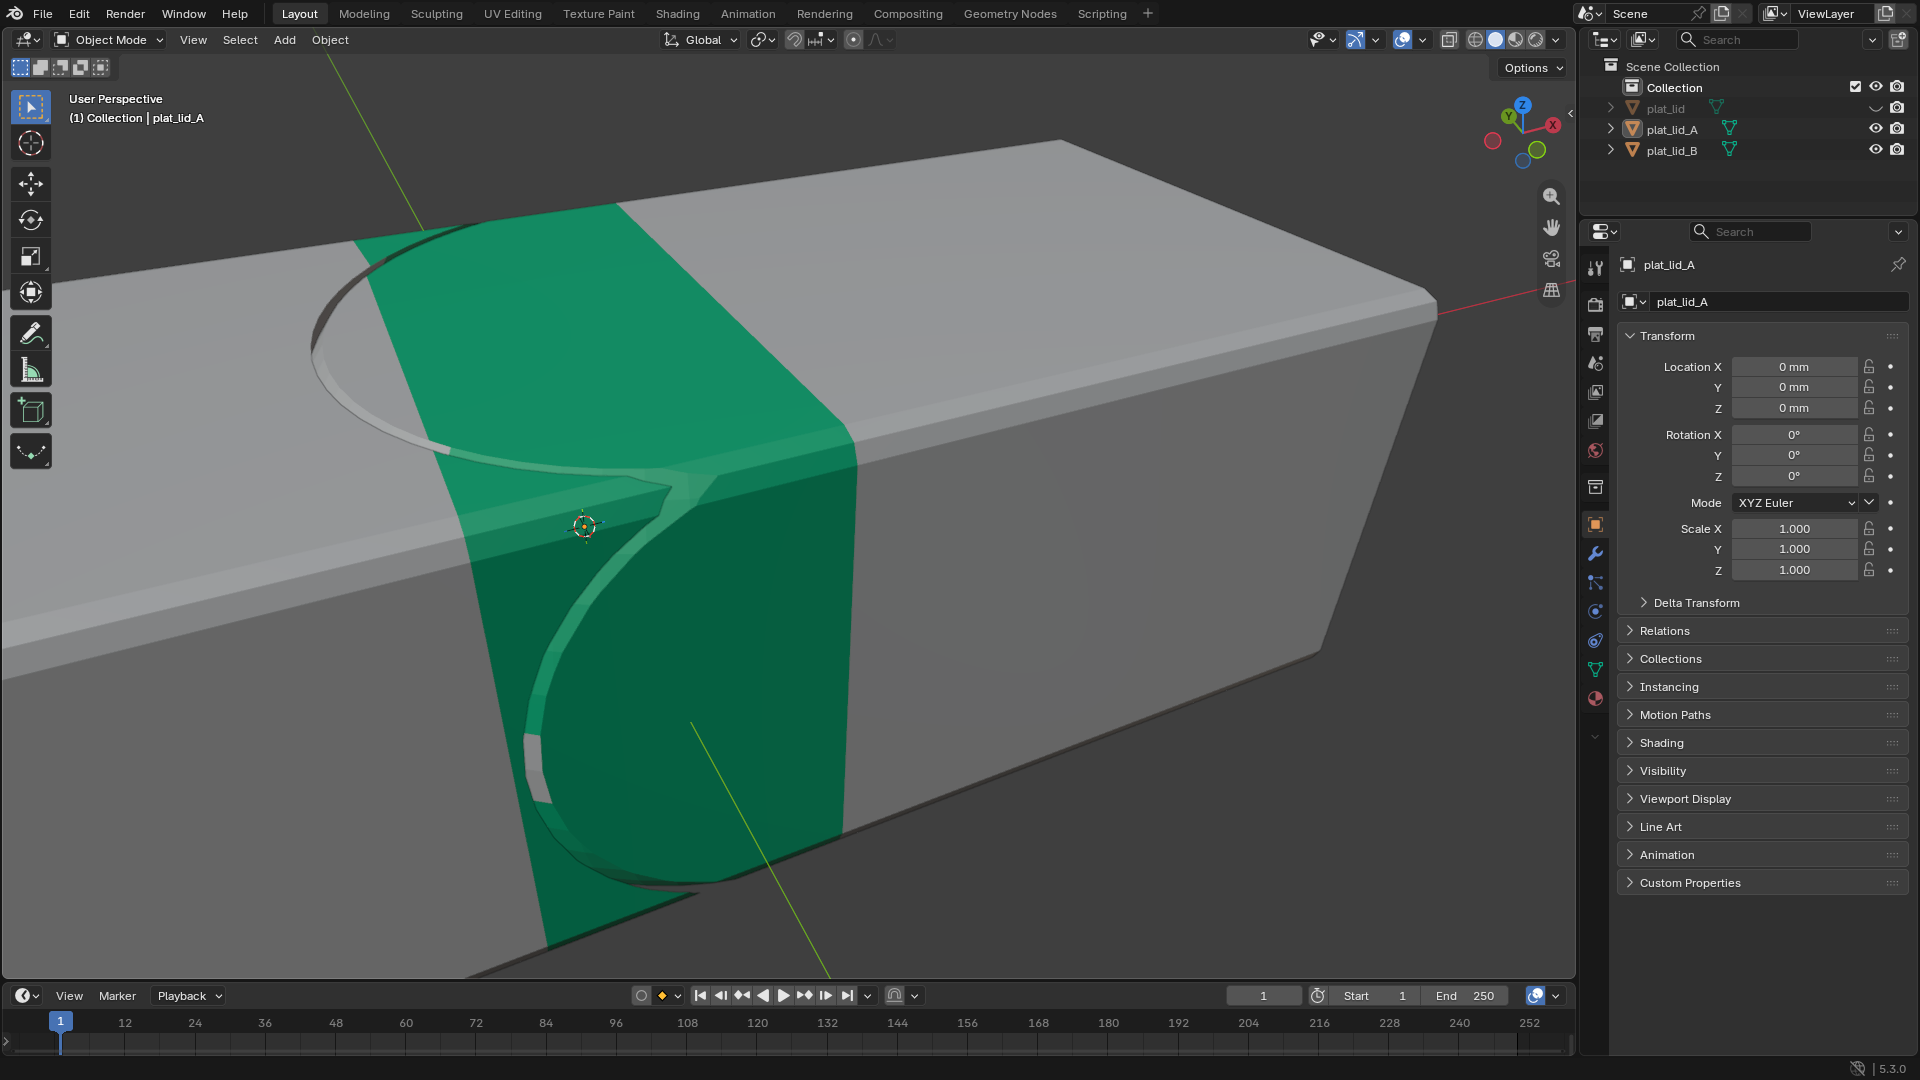 File Edit Render Window Help Layout Modeling Sculpting UV Editing Texture Paint Shading Animation Rendering Compositing Geometry Nodes Scripting + Scene ViewLayer
Object Mode View Select Add Object Global Search
Options
User Perspective
(1) Collection | plat_lid_A
Z
Y
X
Scene Collection
Collection
plat_lid
plat_lid_A
plat_lid_B
Search
plat_lid_A
plat_lid_A
Transform
Location X 0 mm
Y 0 mm
Z 0 mm
Rotation X 0°
Y 0°
Z 0°
Mode XYZ Euler
Scale X 1.000
Y 1.000
Z 1.000
Delta Transform
Relations
Collections
Instancing
Motion Paths
Shading
Visibility
Viewport Display
Line Art
Animation
Custom Properties
View Marker Playback 1 Start 1 End 250
1 12 24 36 48 60 72 84 96 108 120 132 144 156 168 180 192 204 216 228 240 252
5.3.0